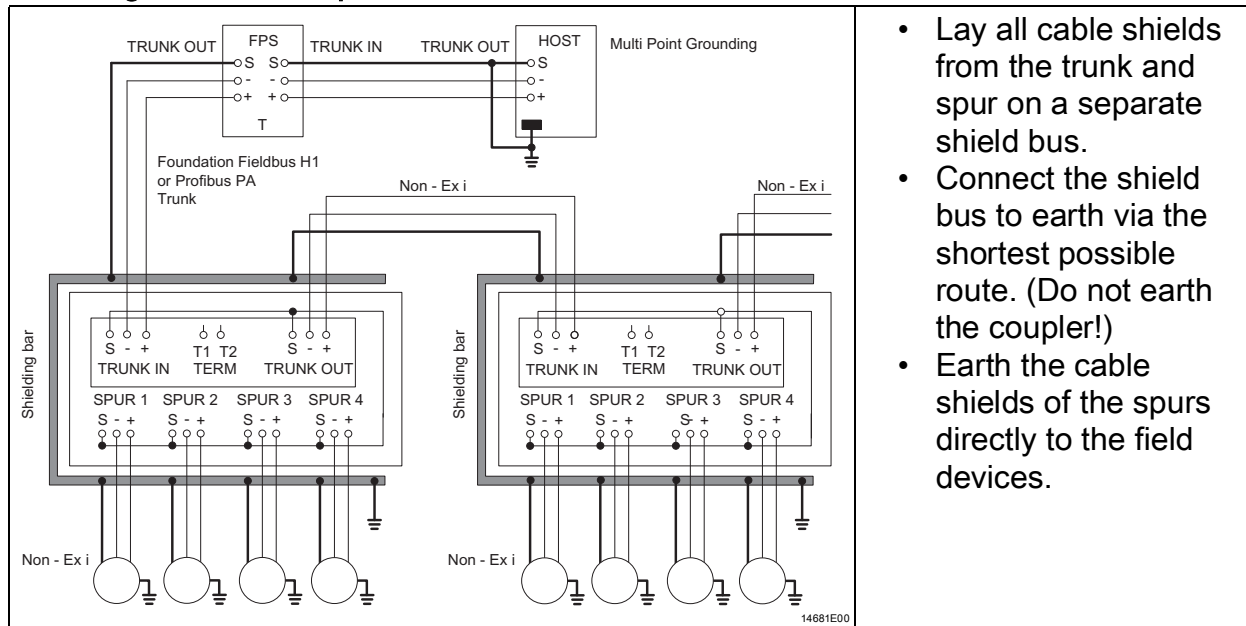 TRUNK OUT FPS TRUNK IN TRUNK OUT HOST Multi Point Grounding
S S S
- - -
+ + +
T
Foundation Fieldbus H1
or Profibus PA
Trunk
Non - Ex i Non - Ex i
Shielding bar
S - + T1 T2 S - +
TRUNK IN TERM TRUNK OUT
SPUR 1 SPUR 2 SPUR 3 SPUR 4
S - + S - + S - + S - +
Non - Ex i
Shielding bar
S - + T1 T2 S - +
TRUNK IN TERM TRUNK OUT
SPUR 1 SPUR 2 SPUR 3 SPUR 4
S - + S - + S- + S - +
Non - Ex i
14681E00
• Lay all cable shields
from the trunk and
spur on a separate
shield bus.
• Connect the shield
bus to earth via the
shortest possible
route. (Do not earth
the coupler!)
• Earth the cable
shields of the spurs
directly to the field
devices.